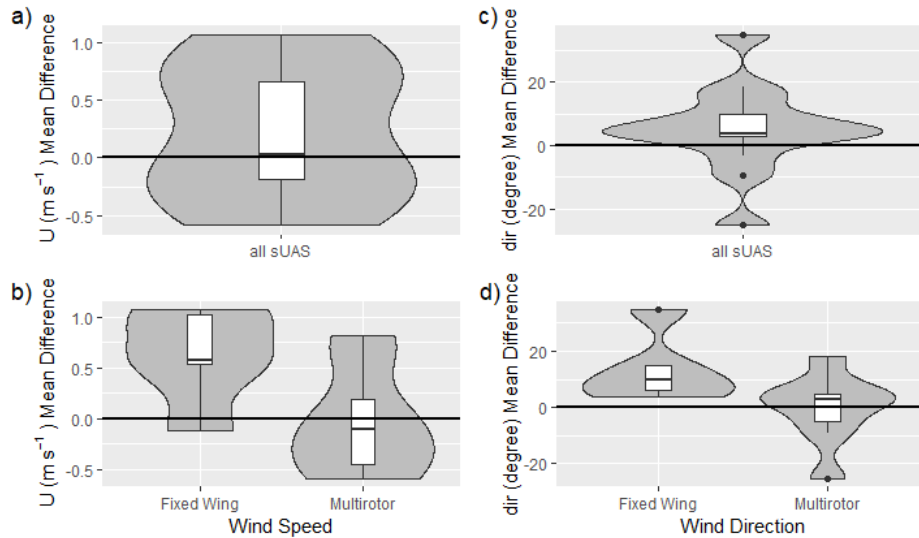 a)
U (m s⁻¹) Mean Difference
1.0
0.5
0.0
-0.5
all sUAS
c)
dir (degree) Mean Difference
20
0
-20
all sUAS
b)
U (m s⁻¹) Mean Difference
1.0
0.5
0.0
-0.5
Fixed Wing Multirotor
Wind Speed
d)
dir (degree) Mean Difference
20
0
-20
Fixed Wing Multirotor
Wind Direction